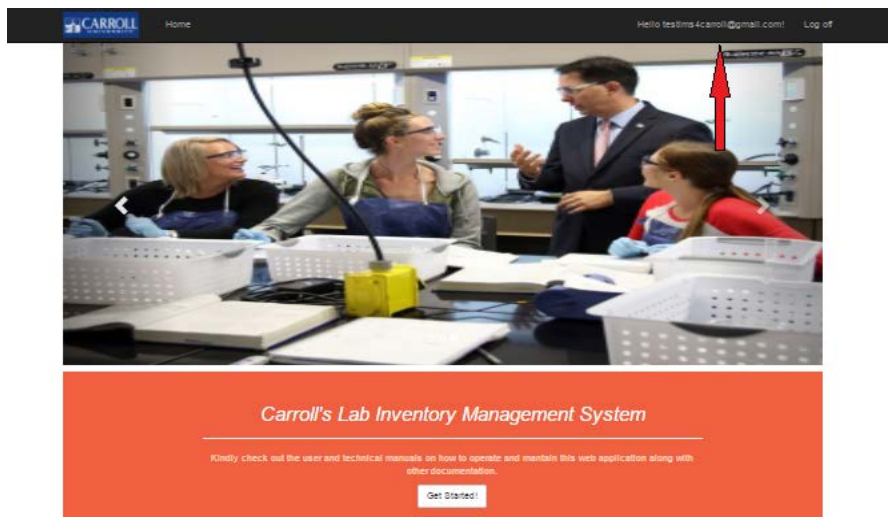 CARROLL
UNIVERSITY
Home
Hello testims4carroll@gmail.com!
Log off
Carroll's Lab Inventory Management System
Kindly check out the user and technical manuals on how to operate and mantain this web application along with
other documentation.
Get Started!